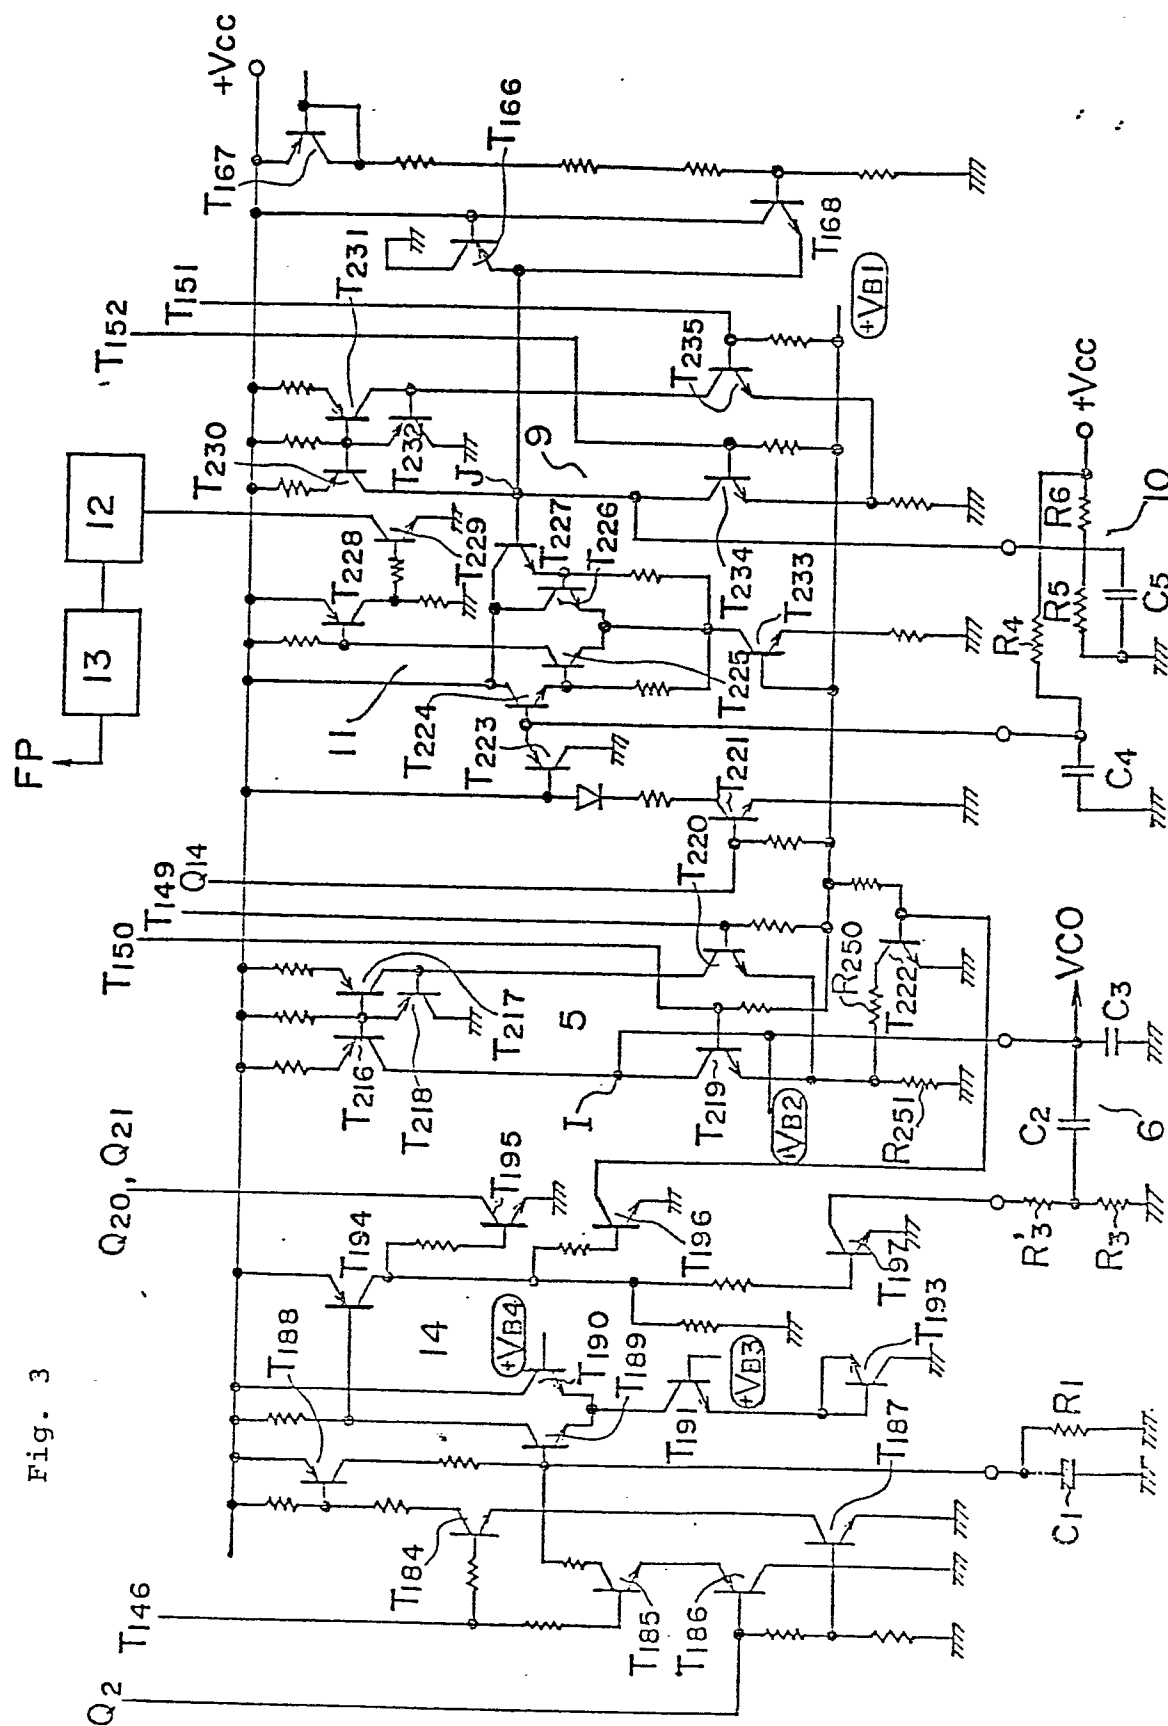 Fig. 3
FP
13
12
+Vcc
Q2
T146
Q20, Q21
T150
T149
Q14
T152
T151
T167
T188
T194
T216
T218
T217
T228
T229
T230
T232
T231
T166
T184
14
+VB4
T190
T189
T195
I
5
11
T224
T223
T225
T227
T226
J
9
T168
T185
T186
T191
+VB3
T196
T219
+VB2
T220
T221
T234
T233
T235
+VB1
T187
T193
T197
R251
R250
T222
C1
R1
R'3
R3
C2
6
VCO
C3
C4
R4
R5
R6
C5
+Vcc
10